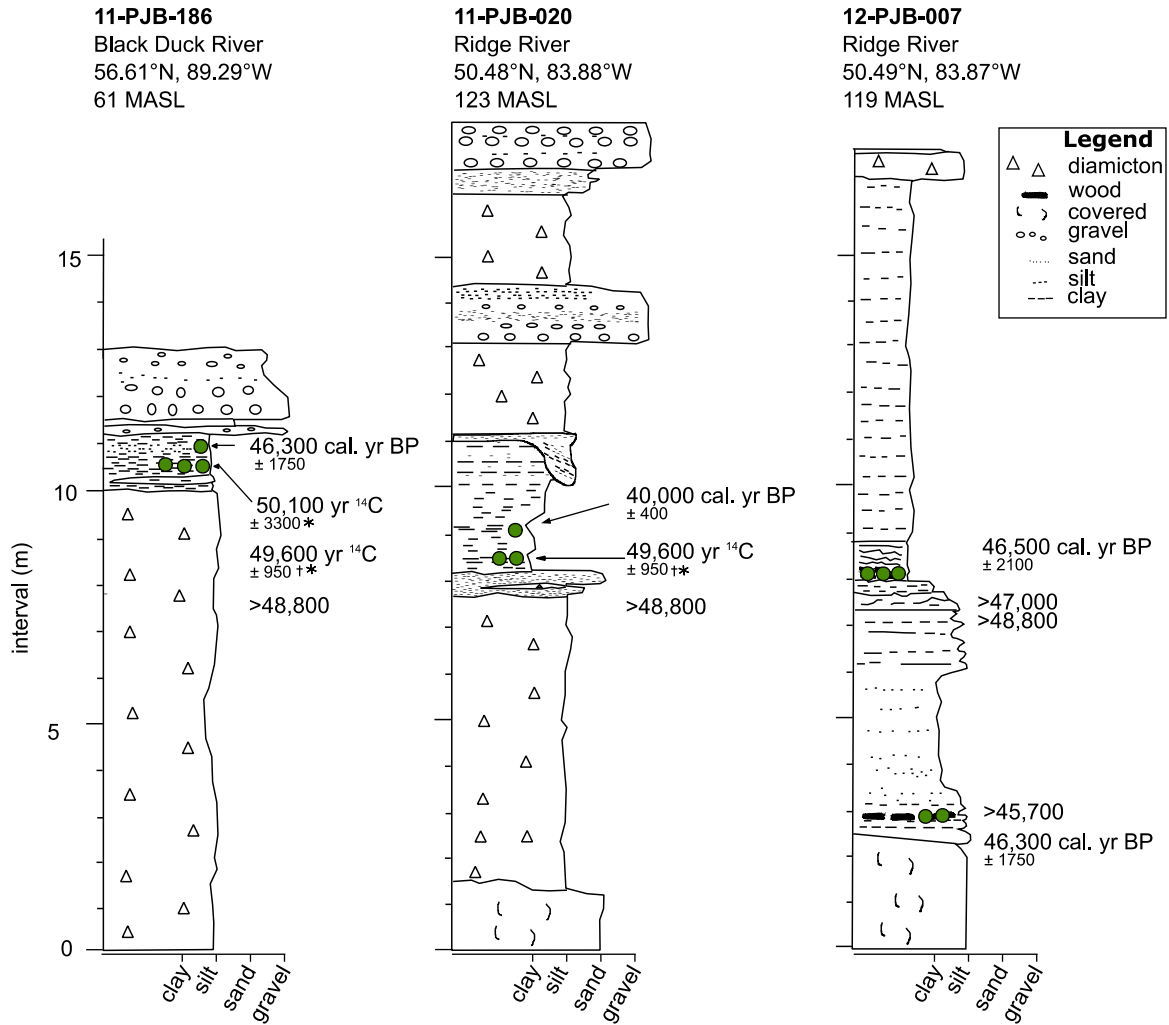 11-PJB-186
Black Duck River
56.61°N, 89.29°W
61 MASL
11-PJB-020
Ridge River
50.48°N, 83.88°W
123 MASL
12-PJB-007
Ridge River
50.49°N, 83.87°W
119 MASL
Legend
diamicton
wood
covered
gravel
sand
silt
clay
interval (m)
15
10
5
0
46,300 cal. yr BP
± 1750
50,100 yr ¹⁴C
± 3300*
49,600 yr ¹⁴C
± 950 †*
>48,800
clay
silt
sand
gravel
40,000 cal. yr BP
± 400
49,600 yr ¹⁴C
± 950 †*
>48,800
clay
silt
sand
gravel
46,500 cal. yr BP
± 2100
>47,000
>48,800
>45,700
46,300 cal. yr BP
± 1750
clay
silt
sand
gravel